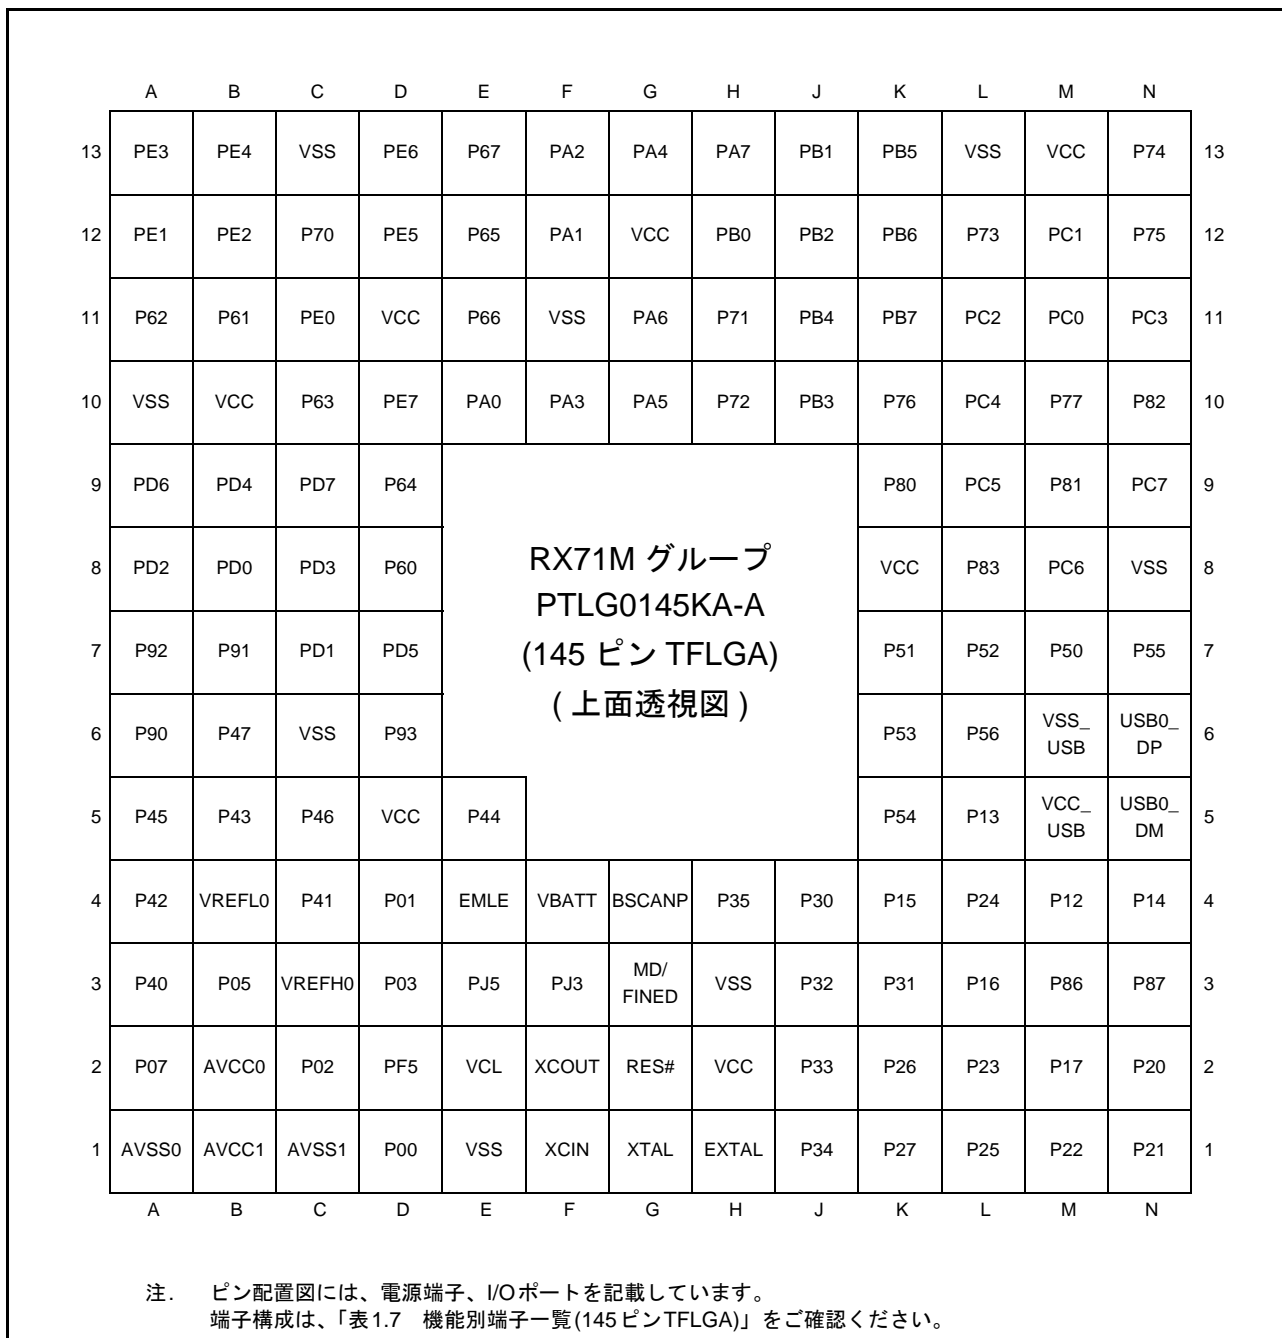 A B C D E F G H J K L M N
13 PE3 PE4 VSS PE6 P67 PA2 PA4 PA7 PB1 PB5 VSS VCC P74 13
12 PE1 PE2 P70 PE5 P65 PA1 VCC PB0 PB2 PB6 P73 PC1 P75 12
11 P62 P61 PE0 VCC P66 VSS PA6 P71 PB4 PB7 PC2 PC0 PC3 11
10 VSS VCC P63 PE7 PA0 PA3 PA5 P72 PB3 P76 PC4 P77 P82 10
9 PD6 PD4 PD7 P64 P80 PC5 P81 PC7 9
8 PD2 PD0 PD3 P60 RX71M グループ K VCC P83 PC6 VSS 8
PTLG0145KA-A
7 P92 P91 PD1 PD5 (145 ピン TFLGA) P51 P52 P50 P55 7
(上面透視図)
6 P90 P47 VSS P93 P53 P56 VSS_USB USB0_DP 6
5 P45 P43 P46 VCC P44 P54 P13 VCC_USB USB0_DM 5
4 P42 VREFL0 P41 P01 EMLE VBATT BSCANP P35 P30 P15 P24 P12 P14 4
3 P40 P05 VREFH0 P03 PJ5 PJ3 MD/FINED VSS P32 P31 P16 P86 P87 3
2 P07 AVCC0 P02 PF5 VCL XCOUT RES# VCC P33 P26 P23 P17 P20 2
1 AVSS0 AVCC1 AVSS1 P00 VSS XCIN XTAL EXTAL P34 P27 P25 P22 P21 1
A B C D E F G H J K L M N
注. ピン配置図には、電源端子、I/Oポートを記載しています。
端子構成は、「表1.7 機能別端子一覧(145ピンTFLGA)」をご確認ください。